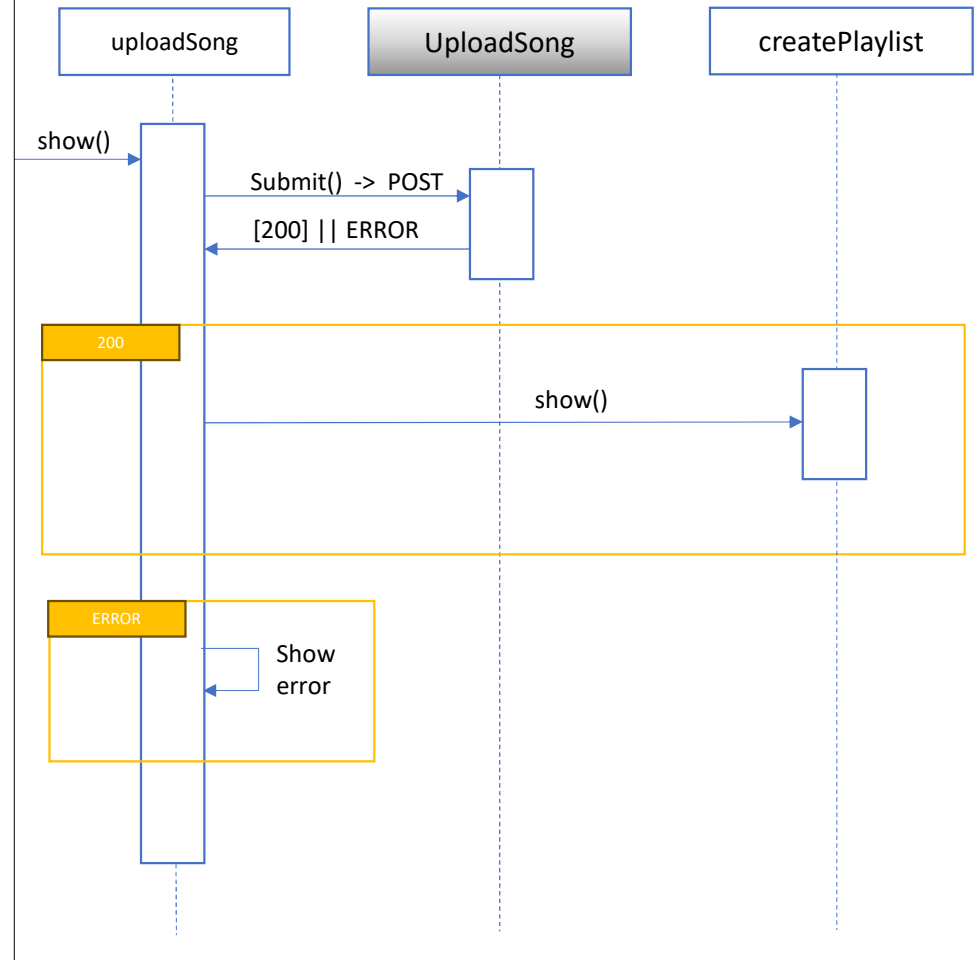 uploadSong
UploadSong
createPlaylist
show()
Submit() -> POST
[200] || ERROR
200
show()
ERROR
Show
error